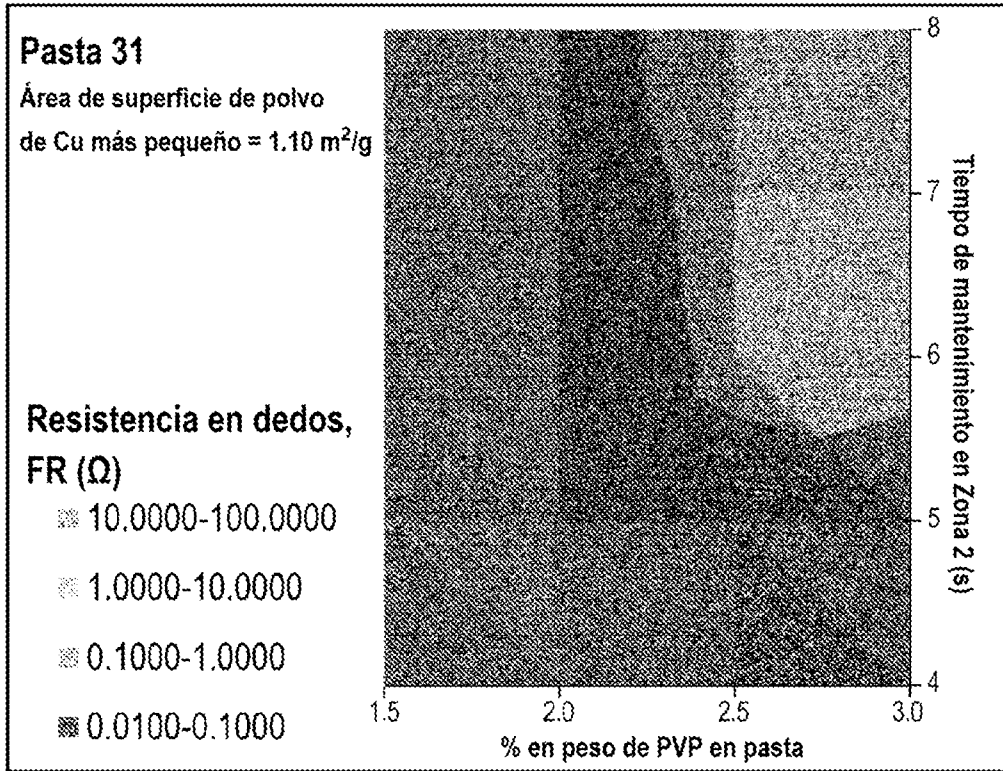 Pasta 31
Área de superficie de polvo
de Cu más pequeño = 1.10 m²/g
Resistencia en dedos,
FR (Ω)
10.0000-100.0000
1.0000-10.0000
0.1000-1.0000
0.0100-0.1000
8
7
6
5
4
Tiempo de mantenimiento en Zona 2 (s)
1.5 2.0 2.5 3.0
% en peso de PVP en pasta